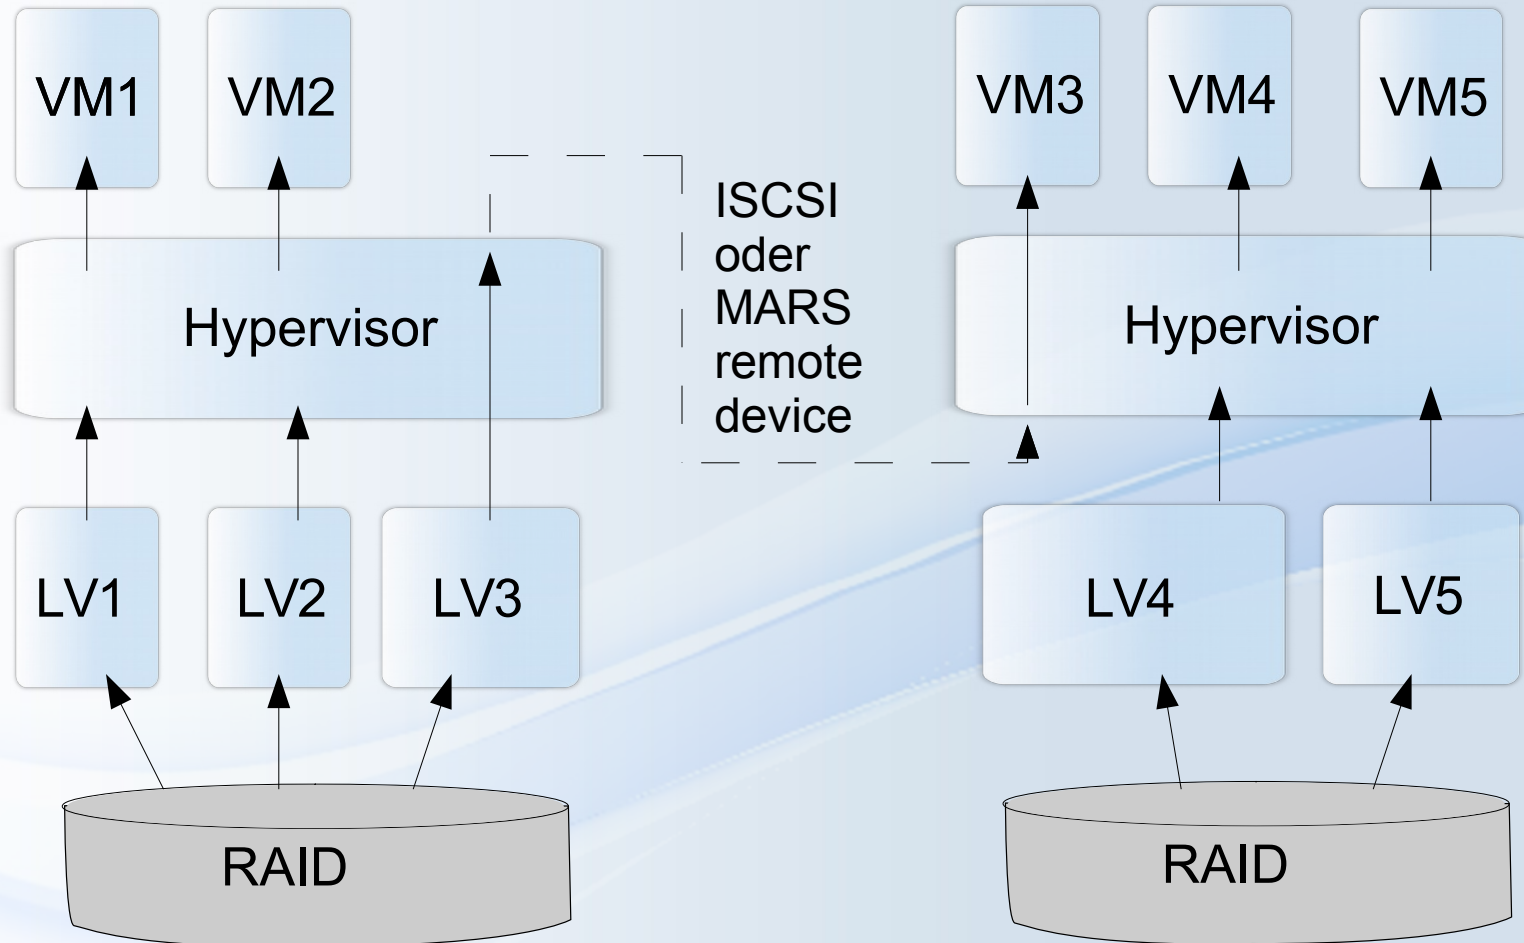 VM1
VM2
VM3
VM4
VM5
ISCSI
oder
MARS
remote
device
Hypervisor
Hypervisor
LV1
LV2
LV3
LV4
LV5
RAID
RAID